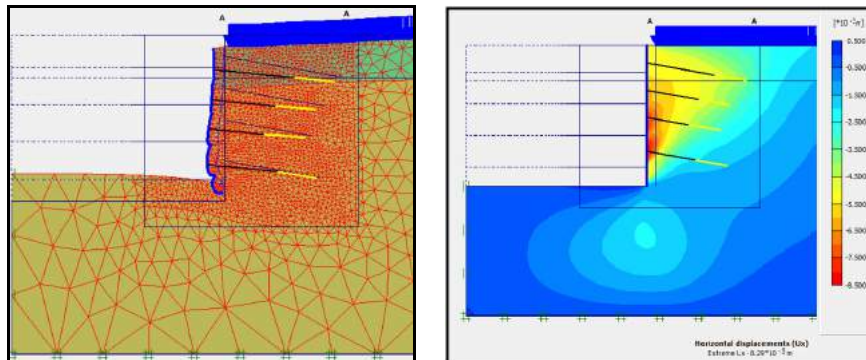 A
A
A
A
[*10 -3 m]
0.500
-0.500
-1.500
-2.500
-3.500
-4.500
-5.500
-6.500
-7.500
-8.500
Horizontal displacements (Ux)
Extreme Ux -8.29*10 -3 m